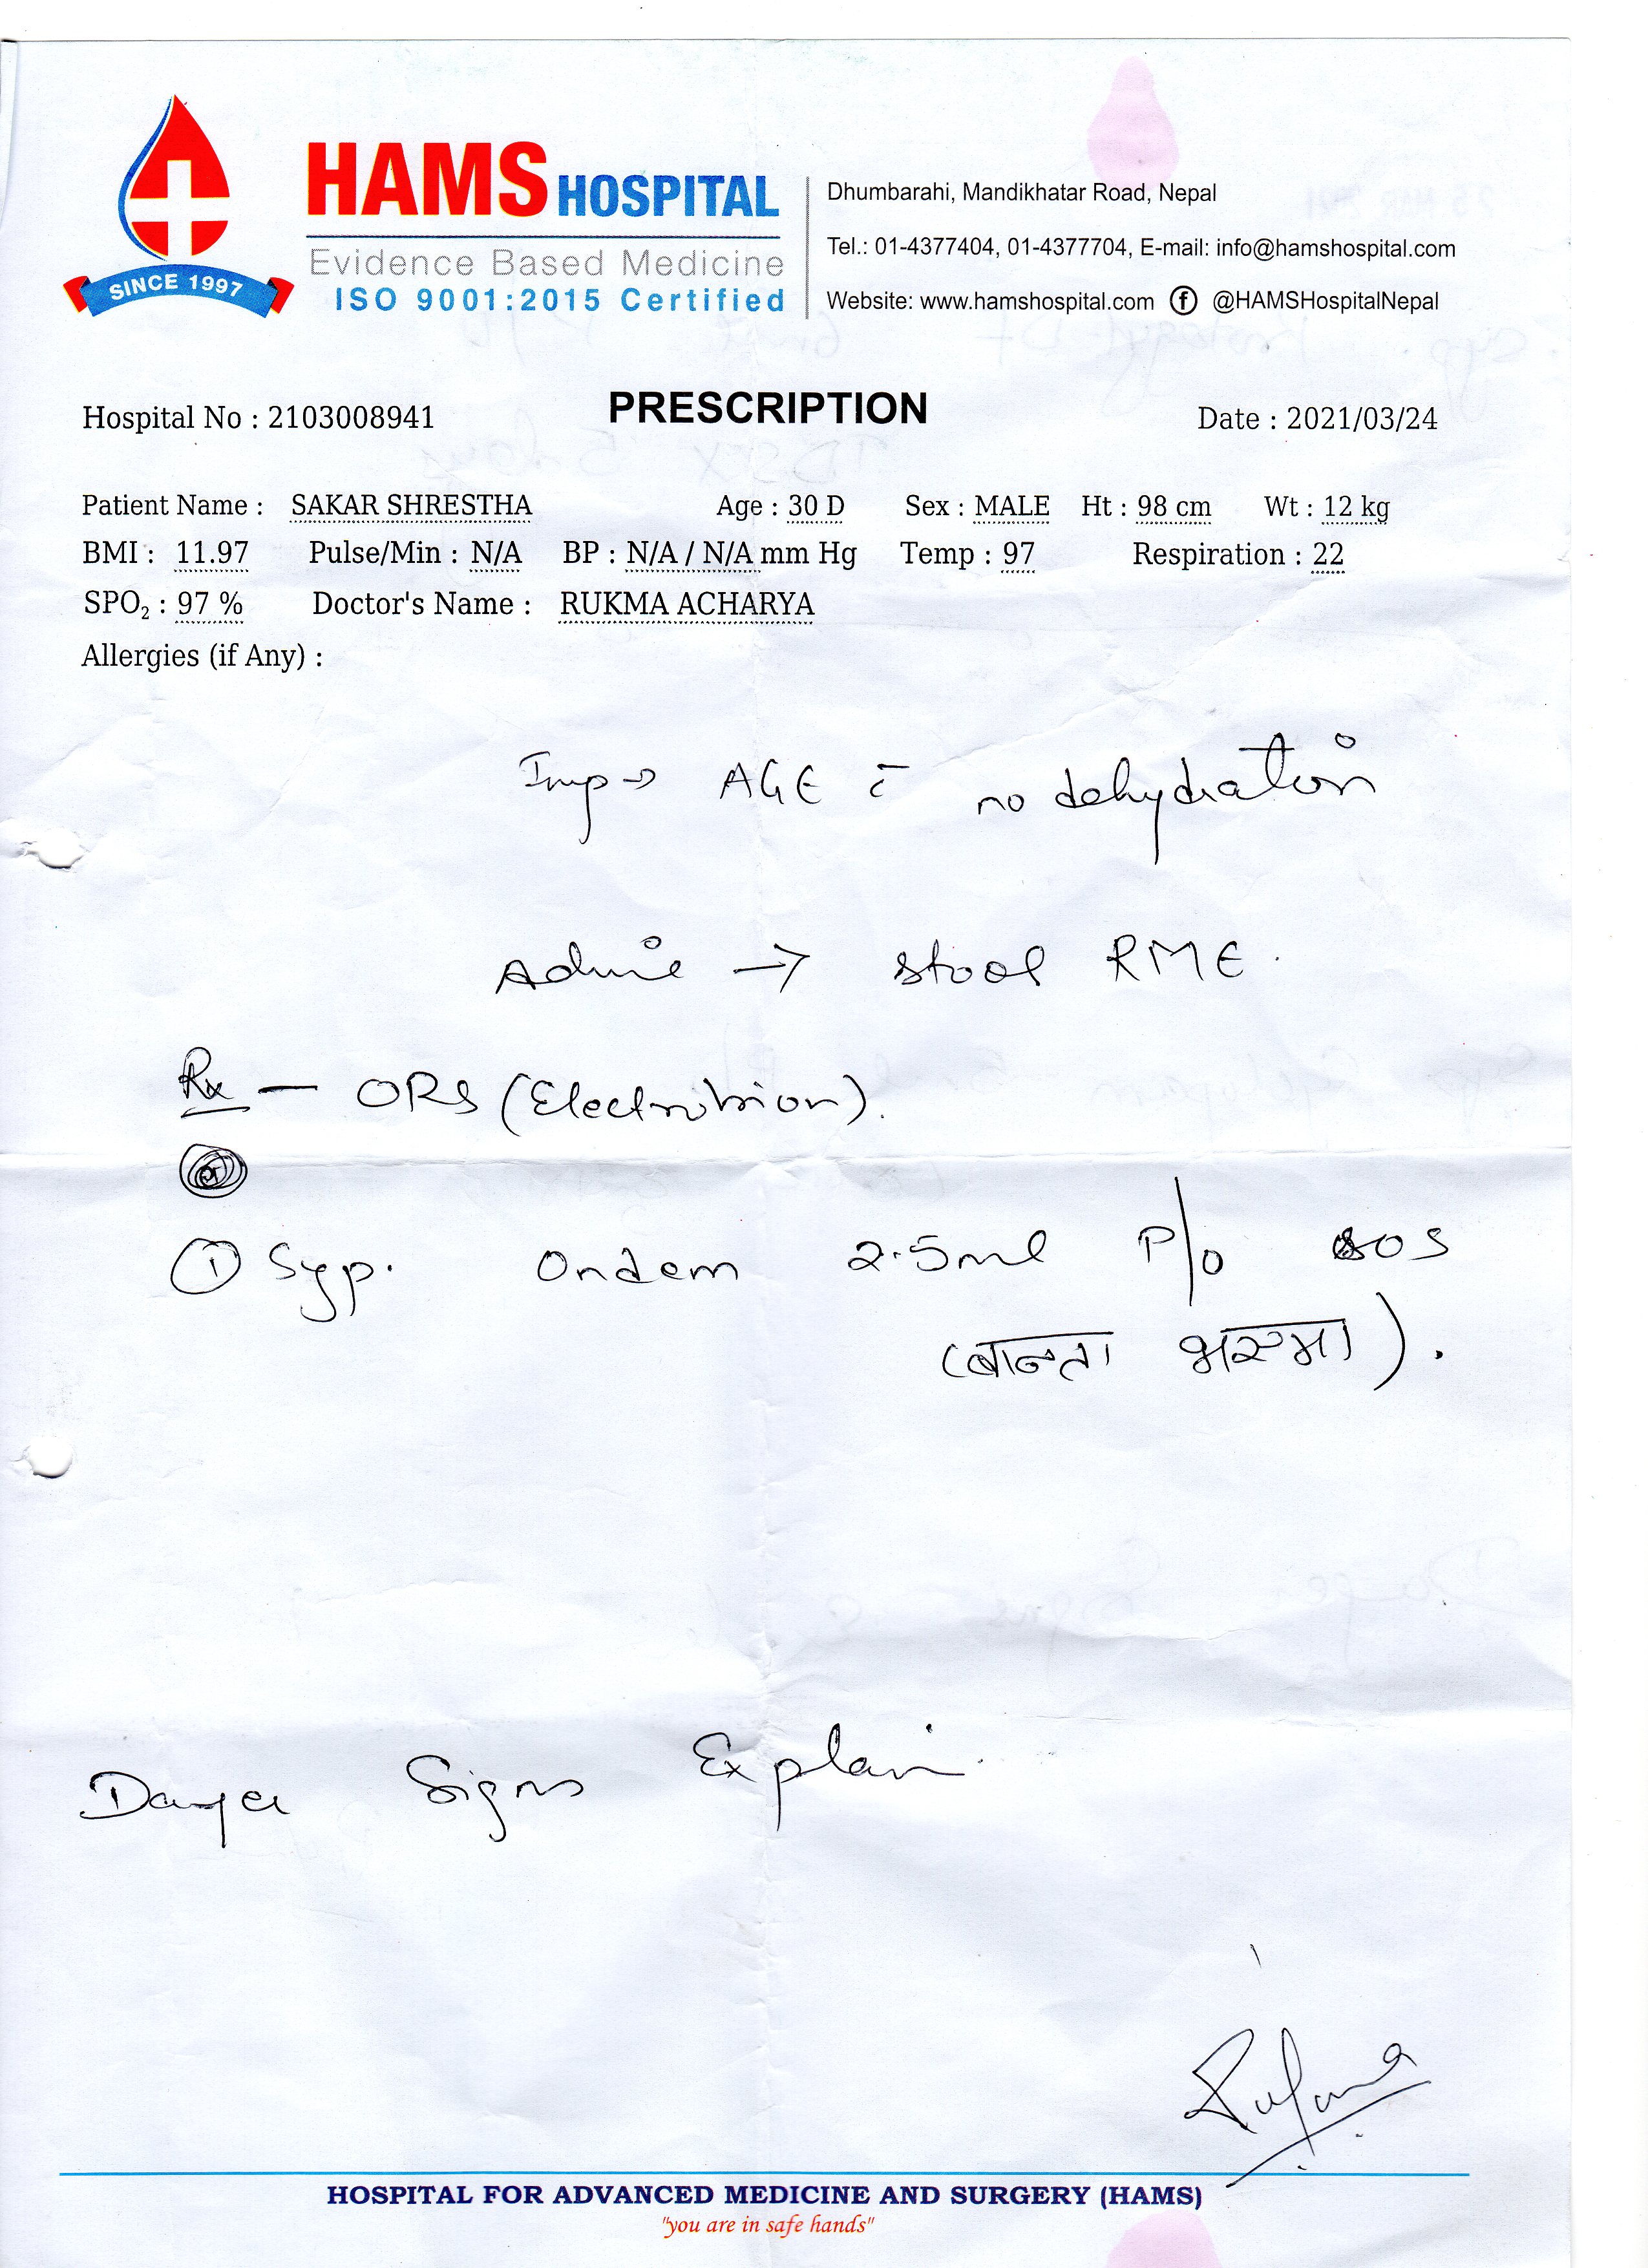 HAMS HOSPITAL
Evidence Based Medicine
ISO 9001:2015 Certified
SINCE 1997
Dhumbarahi, Mandikhatar Road, Nepal
Tel.: 01-4377404, 01-4377704, E-mail: info@hamshospital.com
Website: www.hamshospital.com @HAMSHospitalNepal
Hospital No : 2103008941 PRESCRIPTION Date : 2021/03/24
Patient Name : SAKAR SHRESTHA Age : 30 D Sex : MALE Ht : 98 cm Wt : 12 kg
BMI : 11.97 Pulse/Min : N/A BP : N/A / N/A mm Hg Temp : 97 Respiration : 22
SPO₂ : 97 % Doctor's Name : RUKMA ACHARYA
Allergies (if Any) :
Imp → AGE c̄ no dehydration
Advice → stool RME.
Rx — ORS (Electrobion).
① Syp. Ondem 2.5ml P/o SOS
(बान्ता भएमा).
Danger Signs Explain
HOSPITAL FOR ADVANCED MEDICINE AND SURGERY (HAMS)
"you are in safe hands"